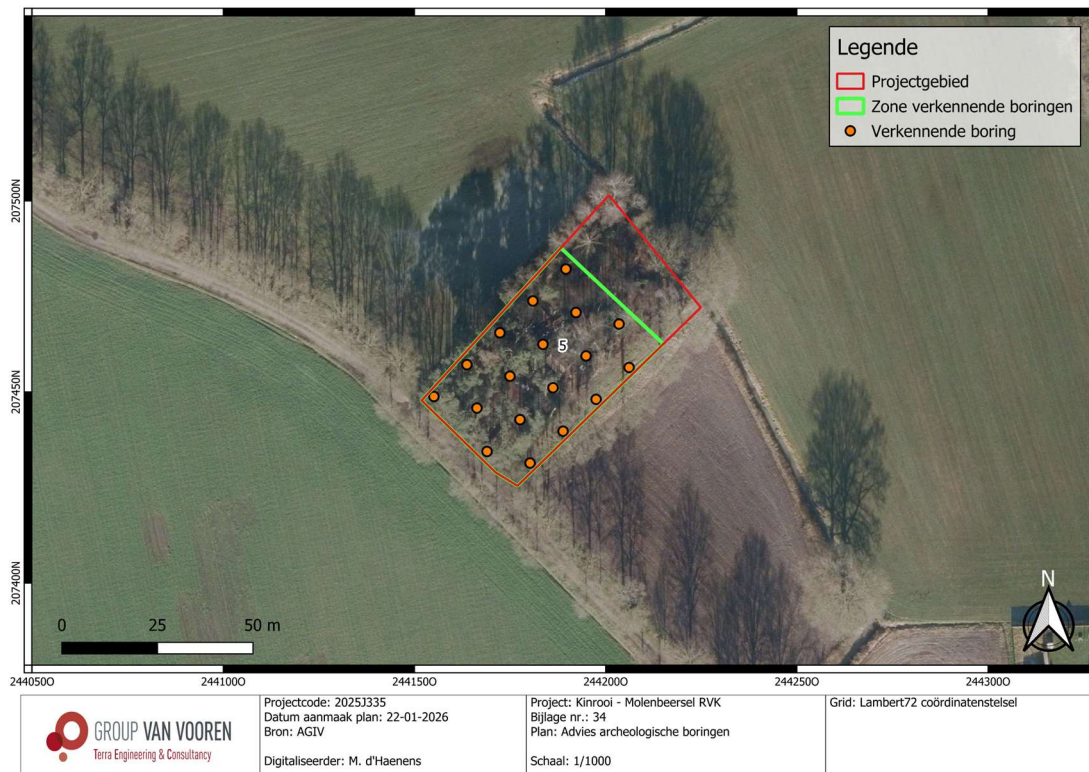 Legende
Projectgebied
Zone verkennende boringen
Verkennende boring
207500N
207450N
207400N
5
N
0 25 50 m
244050O 244100O 244150O 244200O 244250O 244300O
GROUP VAN VOOREN
Terra Engineering & Consultancy
Projectcode: 2025J335
Datum aanmaak plan: 22-01-2026
Bron: AGIV
Digitaliseerder: M. d'Haenens
Project: Kinrooi - Molenbeersel RVK
Bijlage nr.: 34
Plan: Advies archeologische boringen
Schaal: 1/1000
Grid: Lambert72 coördinatenstelsel